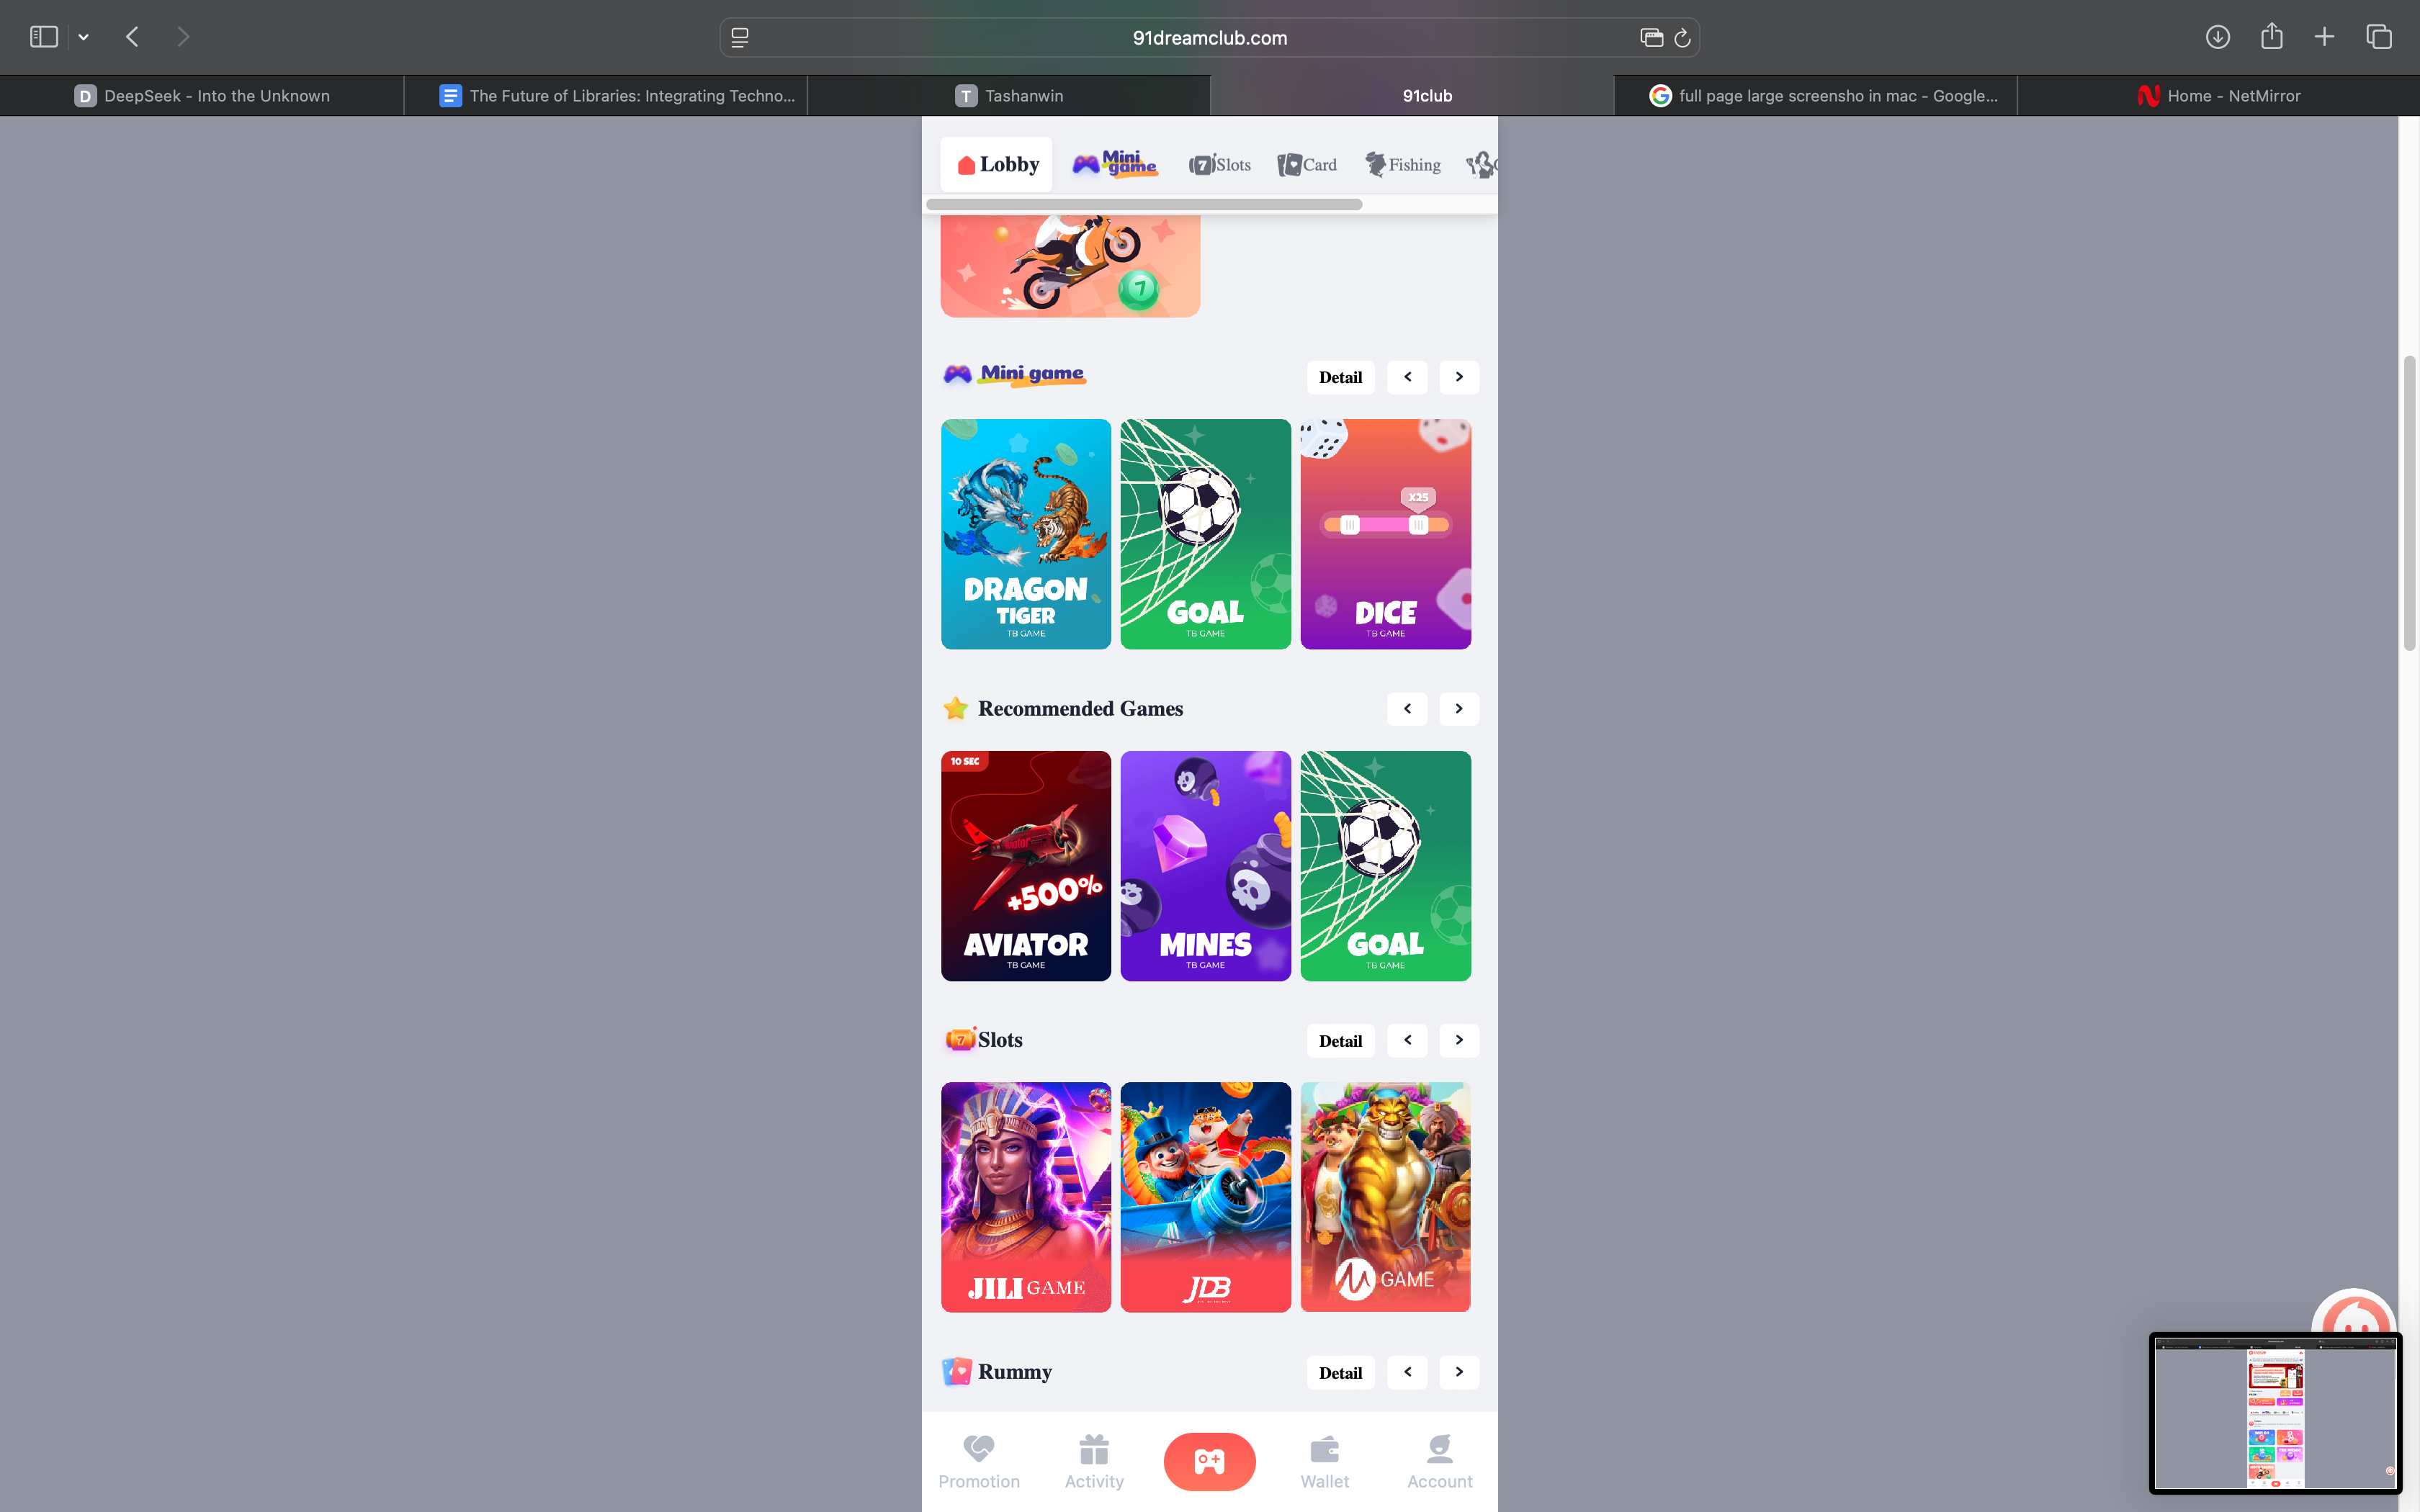 91dreamclub.com
D DeepSeek - Into the Unknown
The Future of Libraries: Integrating Techno...
T Tashanwin
91club
G full page large screensho in mac - Google...
Home - NetMirror
Lobby
Mini game
Slots
Card
Fishing
7
Mini game
Detail
DRAGON
TIGER
TB GAME
GOAL
TB GAME
X25
DICE
TB GAME
Recommended Games
10 SEC
Aviator
+500%
AVIATOR
TB GAME
MINES
TB GAME
GOAL
TB GAME
Slots
Detail
JILI GAME
JDB
GAME
Rummy
Detail
Promotion
Activity
Wallet
Account